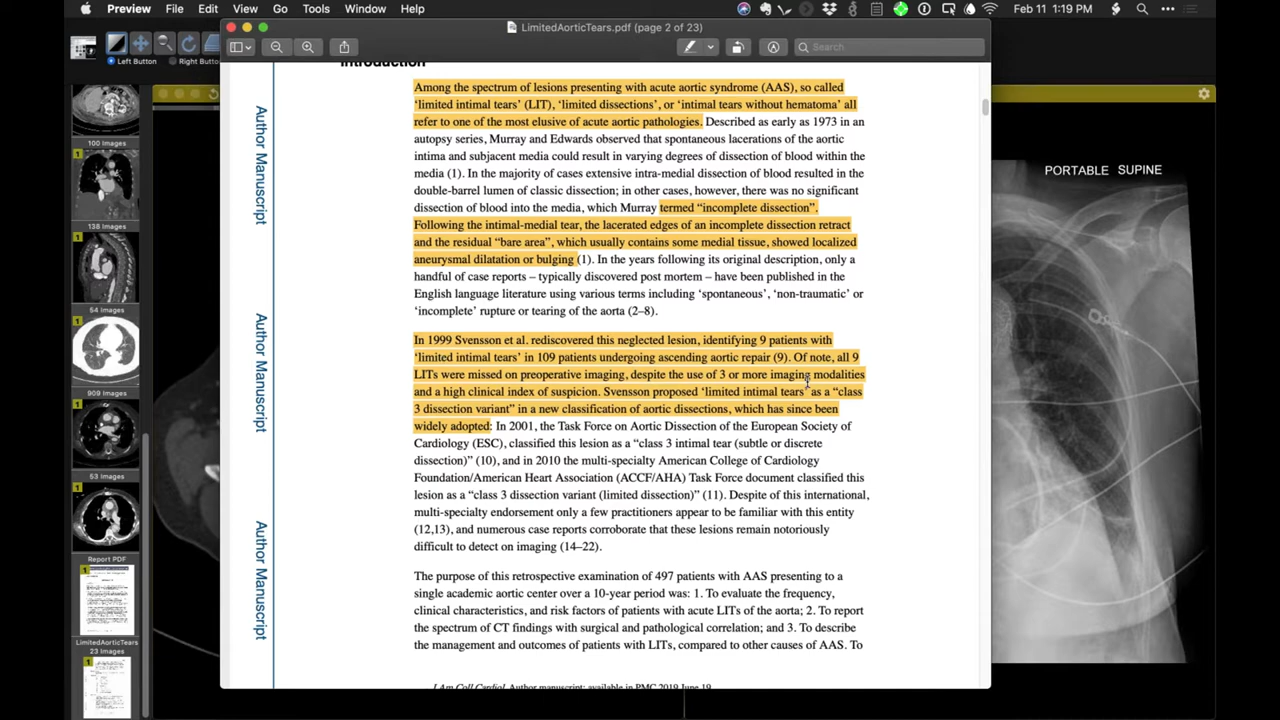 Preview File Edit View Go Tools Window Help
Feb 11 1:19 PM
Left Button
Right Bu
LimitedAorticTears.pdf (page 2 of 23)
Search
100 Images
138 Images
54 Images
909 Images
53 Images
Report PDF
LimitedAorticTears
23 Images
Author Manuscript
Author Manuscript
Author Manuscript
Introduction
Among the spectrum of lesions presenting with acute aortic syndrome (AAS), so called
‘limited intimal tears’ (LIT), ‘limited dissections’, or ‘intimal tears without hematoma’ all
refer to one of the most elusive of acute aortic pathologies. Described as early as 1973 in an
autopsy series, Murray and Edwards observed that spontaneous lacerations of the aortic
intima and subjacent media could result in varying degrees of dissection of blood within the
media (1). In the majority of cases extensive intra-medial dissection of blood resulted in the
double-barrel lumen of classic dissection; in other cases, however, there was no significant
dissection of blood into the media, which Murray termed “incomplete dissection”.
Following the intimal-medial tear, the lacerated edges of an incomplete dissection retract
and the residual “bare area”, which usually contains some medial tissue, showed localized
aneurysmal dilatation or bulging (1). In the years following its original description, only a
handful of case reports – typically discovered post mortem – have been published in the
English language literature using various terms including ‘spontaneous’, ‘non-traumatic’ or
‘incomplete’ rupture or tearing of the aorta (2–8).
In 1999 Svensson et al. rediscovered this neglected lesion, identifying 9 patients with
‘limited intimal tears’ in 109 patients undergoing ascending aortic repair (9). Of note, all 9
LITs were missed on preoperative imaging, despite the use of 3 or more imaging modalities
and a high clinical index of suspicion. Svensson proposed ‘limited intimal tears’ as a “class
3 dissection variant” in a new classification of aortic dissections, which has since been
widely adopted: In 2001, the Task Force on Aortic Dissection of the European Society of
Cardiology (ESC), classified this lesion as a “class 3 intimal tear (subtle or discrete
dissection)” (10), and in 2010 the multi-specialty American College of Cardiology
Foundation/American Heart Association (ACCF/AHA) Task Force document classified this
lesion as a “class 3 dissection variant (limited dissection)” (11). Despite of this international,
multi-specialty endorsement only a few practitioners appear to be familiar with this entity
(12,13), and numerous case reports corroborate that these lesions remain notoriously
difficult to detect on imaging (14–22).
The purpose of this retrospective examination of 497 patients with AAS presenting to a
single academic aortic center over a 10-year period was: 1. To evaluate the frequency,
clinical characteristics, and risk factors of patients with acute LITs of the aorta; 2. To report
the spectrum of CT findings with surgical and pathological correlation; and 3. To describe
the management and outcomes of patients with LITs, compared to other causes of AAS. To
J Am Coll Cardiol. Author manuscript; available in PMC 2019 June 19.
PORTABLE SUPINE